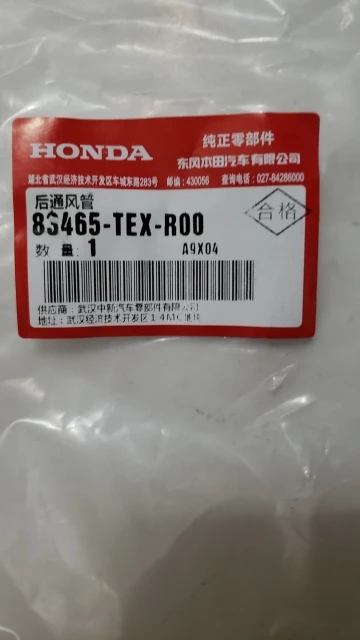 HONDA
纯正零部件
东风本田汽车有限公司
湖北省武汉经济技术开发区车城东路283号 邮编:430056 查询电话:027-84286000
后通风管
合格
83465-TEX-R00
数量:1 A9X04
供应商:武汉中新汽车零部件有限公司
地址:武汉经济技术开发区14MC